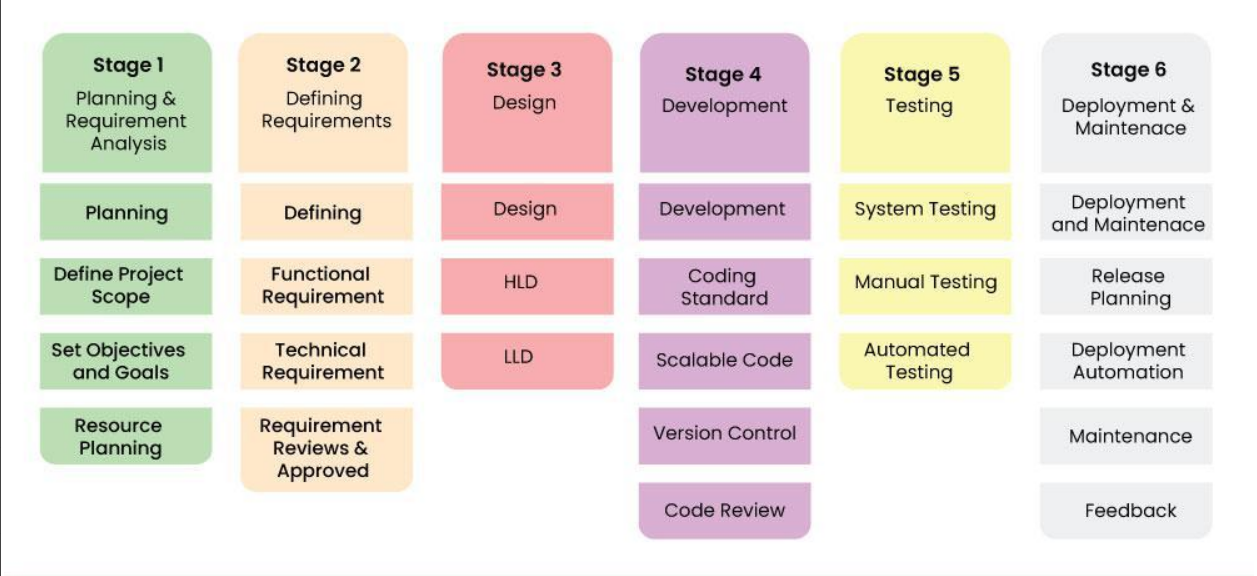 Stage 1
Planning &
Requirement
Analysis
Planning
Define Project
Scope
Set Objectives
and Goals
Resource
Planning
Stage 2
Defining
Requirements
Defining
Functional
Requirement
Technical
Requirement
Requirement
Reviews &
Approved
Stage 3
Design
Design
HLD
LLD
Stage 4
Development
Development
Coding
Standard
Scalable Code
Version Control
Code Review
Stage 5
Testing
System Testing
Manual Testing
Automated
Testing
Stage 6
Deployment &
Maintenace
Deployment
and Maintenace
Release
Planning
Deployment
Automation
Maintenance
Feedback